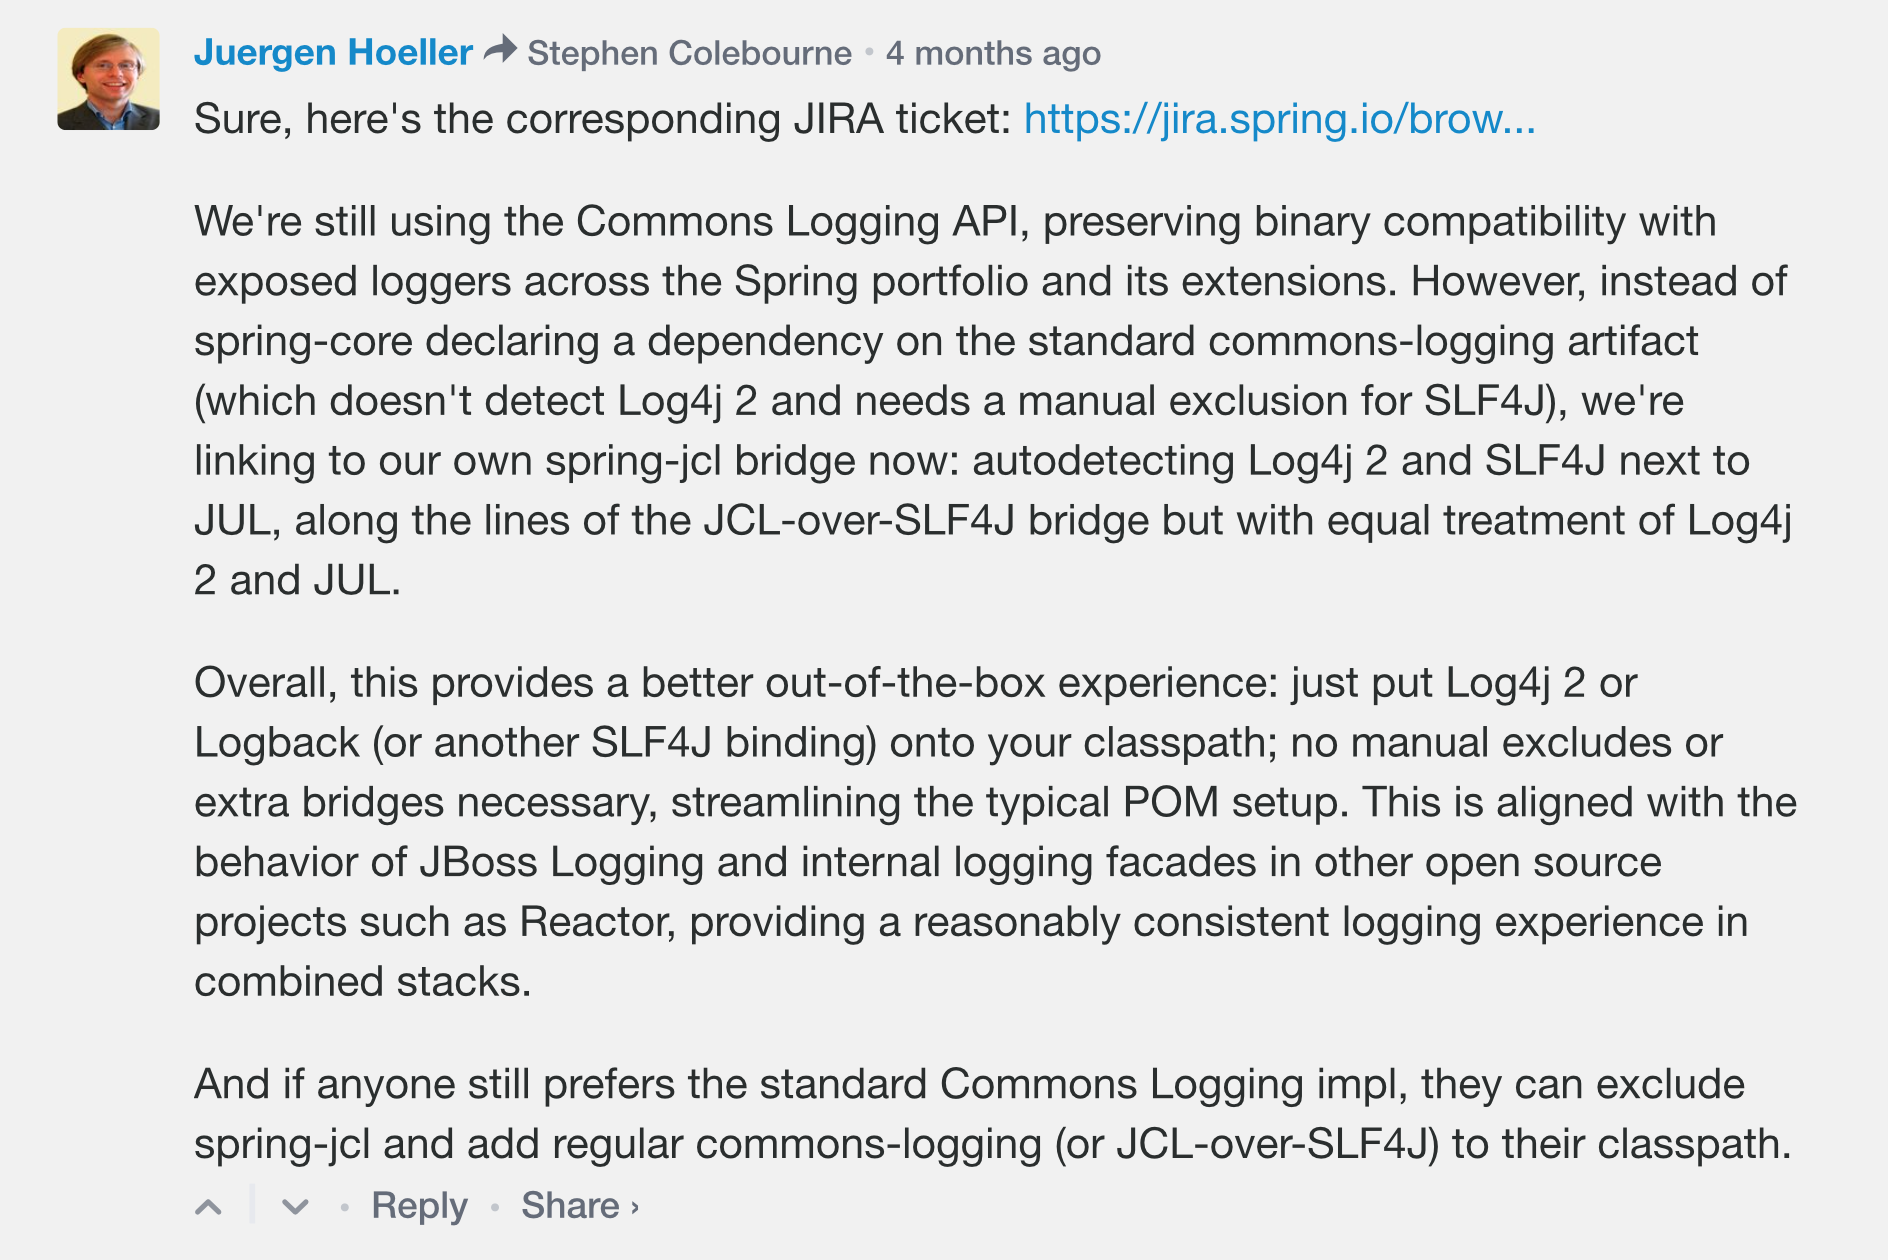 Juergen Hoeller Stephen Colebourne • 4 months ago
Sure, here's the corresponding JIRA ticket: https://jira.spring.io/brow...
We're still using the Commons Logging API, preserving binary compatibility with
exposed loggers across the Spring portfolio and its extensions. However, instead of
spring-core declaring a dependency on the standard commons-logging artifact
(which doesn't detect Log4j 2 and needs a manual exclusion for SLF4J), we're
linking to our own spring-jcl bridge now: autodetecting Log4j 2 and SLF4J next to
JUL, along the lines of the JCL-over-SLF4J bridge but with equal treatment of Log4j
2 and JUL.
Overall, this provides a better out-of-the-box experience: just put Log4j 2 or
Logback (or another SLF4J binding) onto your classpath; no manual excludes or
extra bridges necessary, streamlining the typical POM setup. This is aligned with the
behavior of JBoss Logging and internal logging facades in other open source
projects such as Reactor, providing a reasonably consistent logging experience in
combined stacks.
And if anyone still prefers the standard Commons Logging impl, they can exclude
spring-jcl and add regular commons-logging (or JCL-over-SLF4J) to their classpath.
• Reply • Share ›